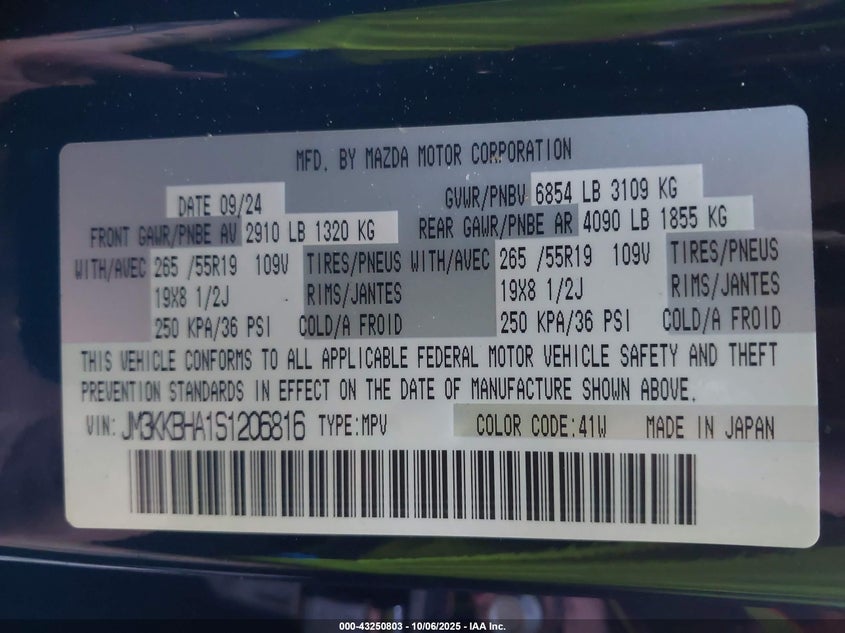 MFD. BY MAZDA MOTOR CORPORATION
DATE 09/24 GVWR/PNBV 6854 LB 3109 KG
FRONT GAWR/PNBE AV 2910 LB 1320 KG REAR GAWR/PNBE AR 4090 LB 1855 KG
WITH/AVEC 265 /55R19 109V TIRES/PNEUS WITH/AVEC 265 /55R19 109V TIRES/PNEUS
19X8 1/2J RIMS/JANTES 19X8 1/2J RIMS/JANTES
250 KPA/36 PSI COLD/A FROID 250 KPA/36 PSI COLD/A FROID
THIS VEHICLE CONFORMS TO ALL APPLICABLE FEDERAL MOTOR VEHICLE SAFETY AND THEFT
PREVENTION STANDARDS IN EFFECT ON THE DATE OF MANUFACTURE SHOWN ABOVE.
VIN: JM3KKBHA1S1206816 TYPE:MPV COLOR CODE:41W MADE IN JAPAN
000-43250803 - 10/06/2025 - IAA Inc.